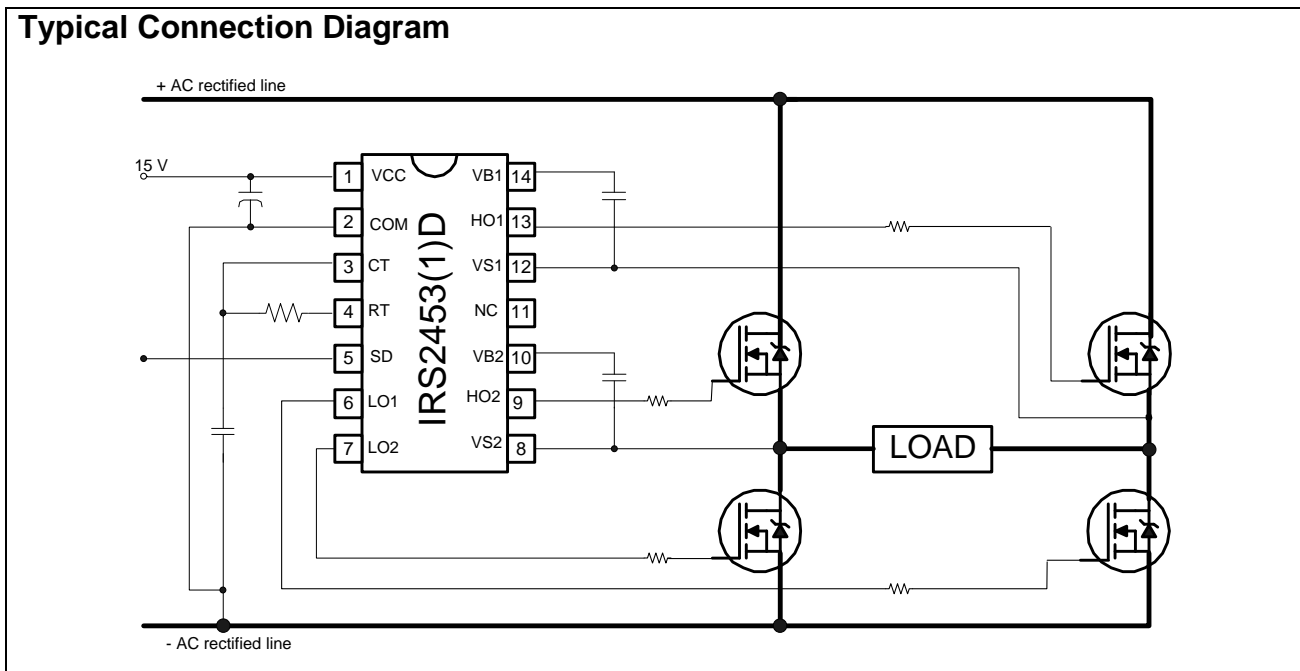 Typical Connection Diagram
+ AC rectified line
15 V
1 VCC VB1 14
2 COM HO1 13
3 CT VS1 12
4 RT NC 11
5 SD VB2 10
6 LO1 HO2 9
7 LO2 VS2 8
IRS2453(1)D
LOAD
- AC rectified line